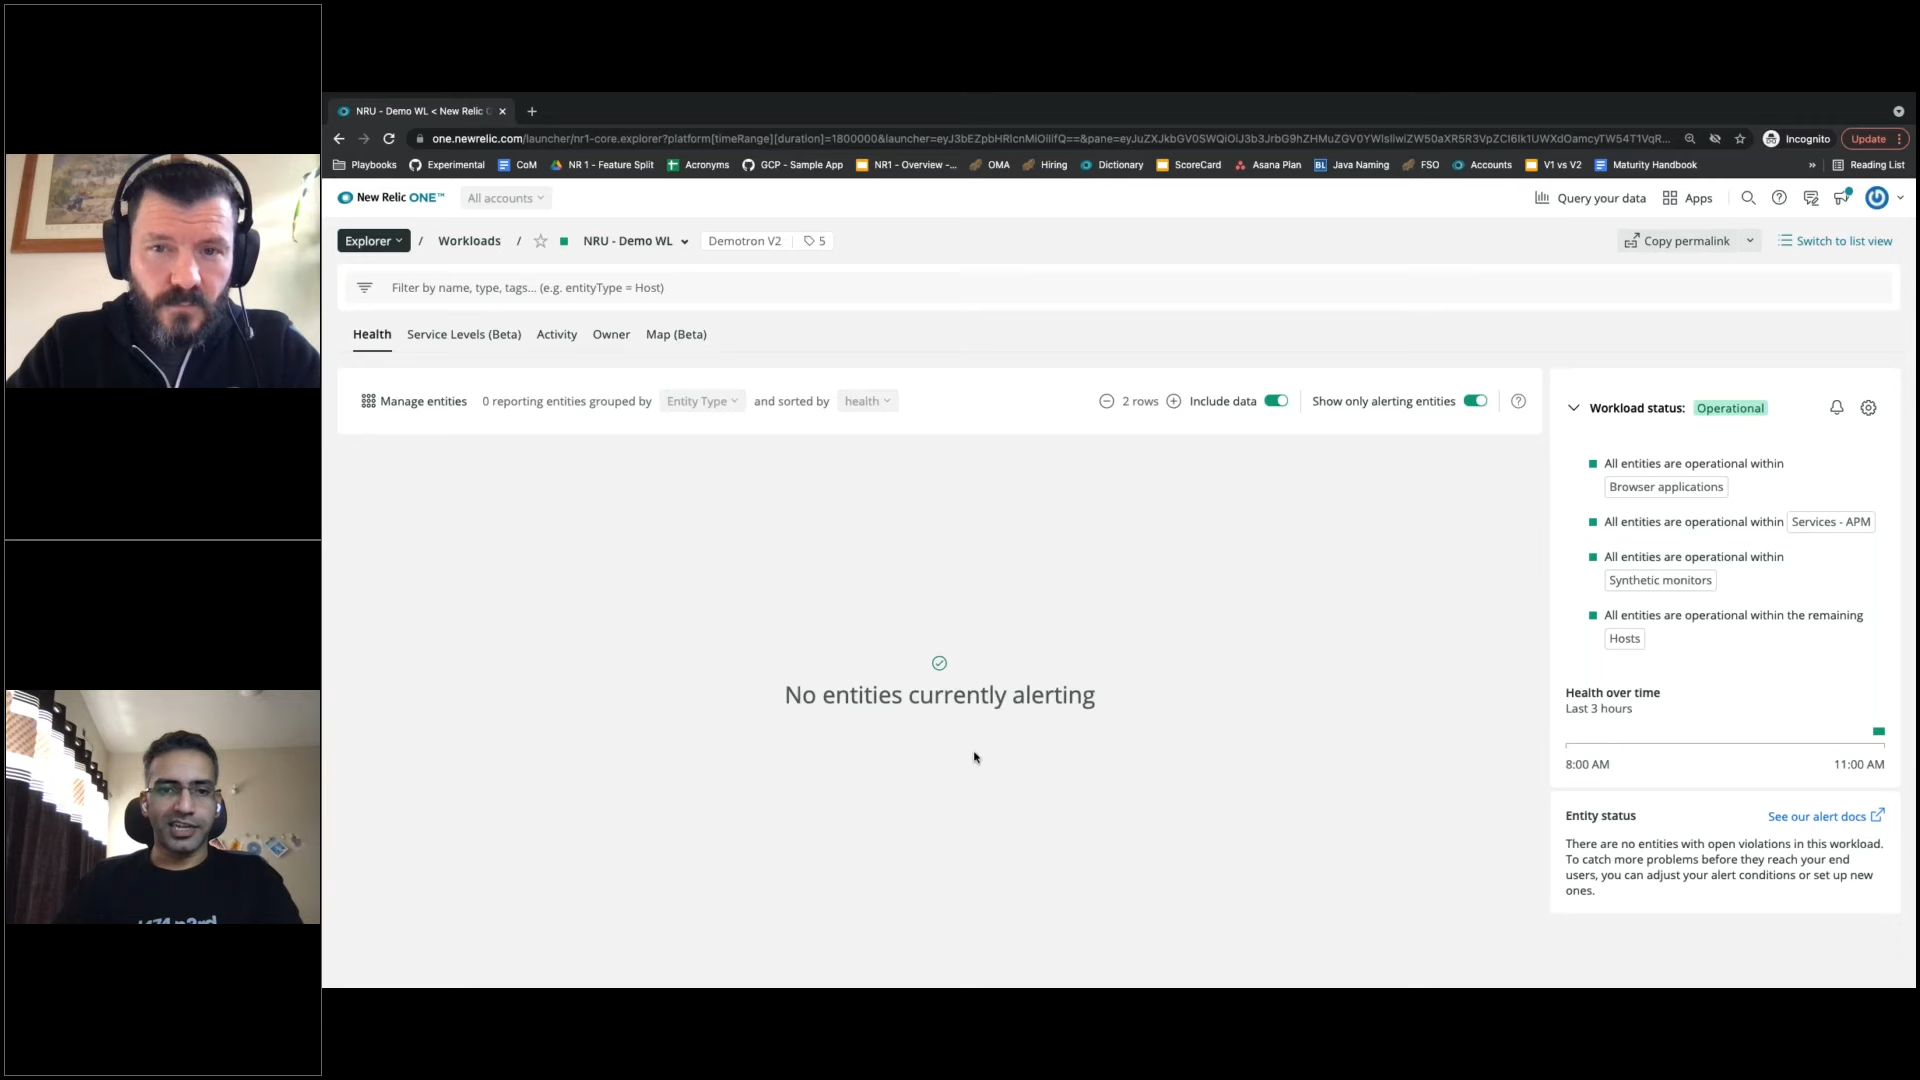 NRU - Demo WL < New Relic
one.newrelic.com/launcher/nr1-core.explorer?platform[timeRange][duration]=1800000&launcher=eyJ3bEZpbHRlcnMiOiIifQ==&pane=eyJuZXJkbGV0SWQiOiJ3b3JrbG9hZHMuZGV0YWlsIiwiZW50aXR5R3VpZCI6Ik1UWXdOamcyTW54T1VqR...
Incognito
Update
Playbooks
Experimental
CoM
NR 1 - Feature Split
Acronyms
GCP - Sample App
NR1 - Overview -...
OMA
Hiring
Dictionary
ScoreCard
Asana Plan
BL Java Naming
FSO
Accounts
V1 vs V2
Maturity Handbook
»
Reading List
New Relic ONE™
All accounts
Query your data
Apps
Explorer / Workloads / NRU - Demo WL
Demotron V2
5
Copy permalink
Switch to list view
Filter by name, type, tags... (e.g. entityType = Host)
Health
Service Levels (Beta)
Activity
Owner
Map (Beta)
Manage entities
0 reporting entities grouped by Entity Type and sorted by health
2 rows
Include data
Show only alerting entities
No entities currently alerting
Workload status: Operational
All entities are operational within
Browser applications
All entities are operational within Services - APM
All entities are operational within
Synthetic monitors
All entities are operational within the remaining
Hosts
Health over time
Last 3 hours
8:00 AM
11:00 AM
Entity status
See our alert docs
There are no entities with open violations in this workload.
To catch more problems before they reach your end
users, you can adjust your alert conditions or set up new
ones.